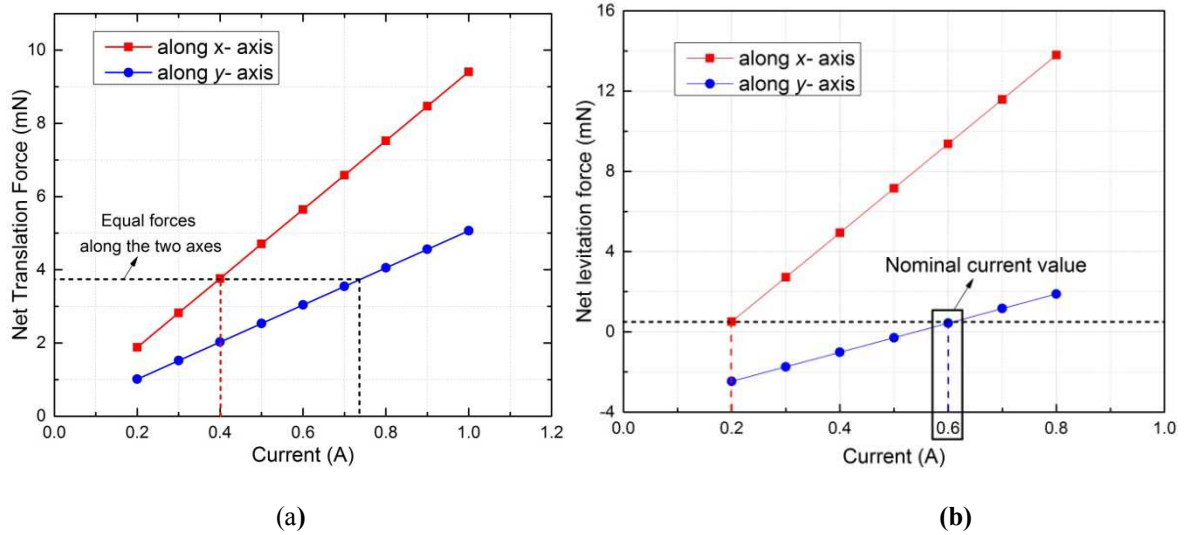 along x- axis
along y- axis
Net Translation Force (mN)
10
8
6
4
2
0
Equal forces
along the two axes
0.0 0.2 0.4 0.6 0.8 1.0 1.2
Current (A)
(a)
along x- axis
along y- axis
Net levitation force (mN)
16
12
8
4
0
-4
Nominal current value
0.0 0.2 0.4 0.6 0.8 1.0
Current (A)
(b)